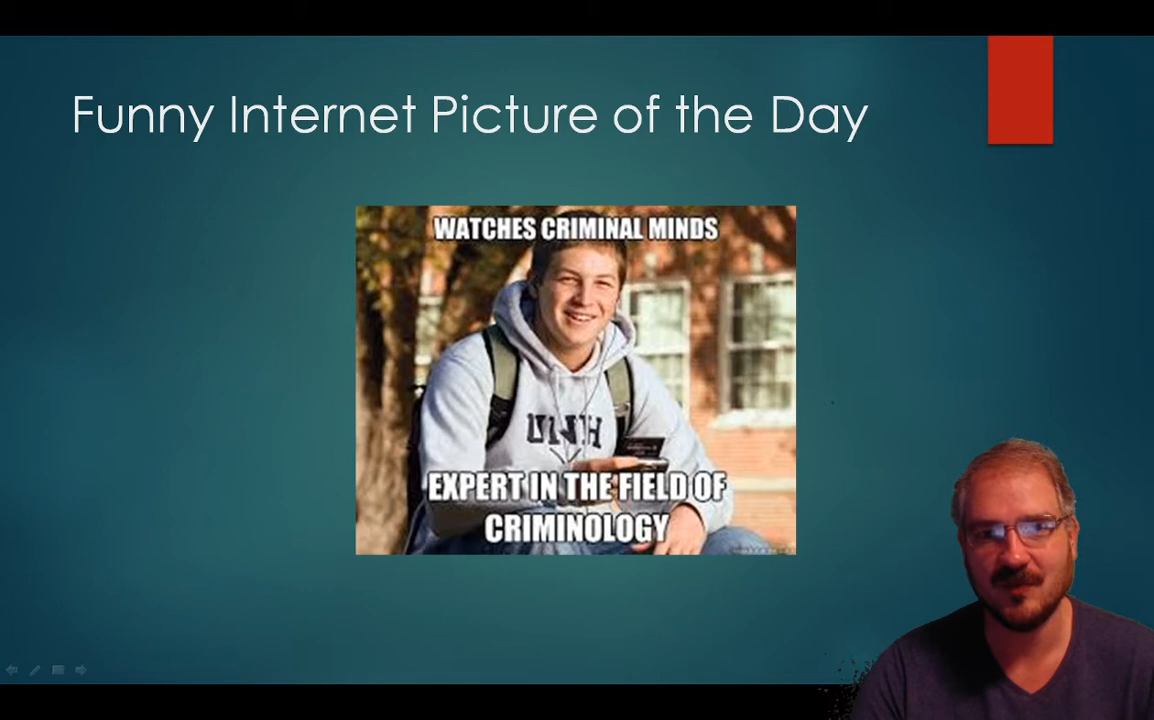 Funny Internet Picture of the Day
WATCHES CRIMINAL MINDS
UNH
EXPERT IN THE FIELD OF
CRIMINOLOGY